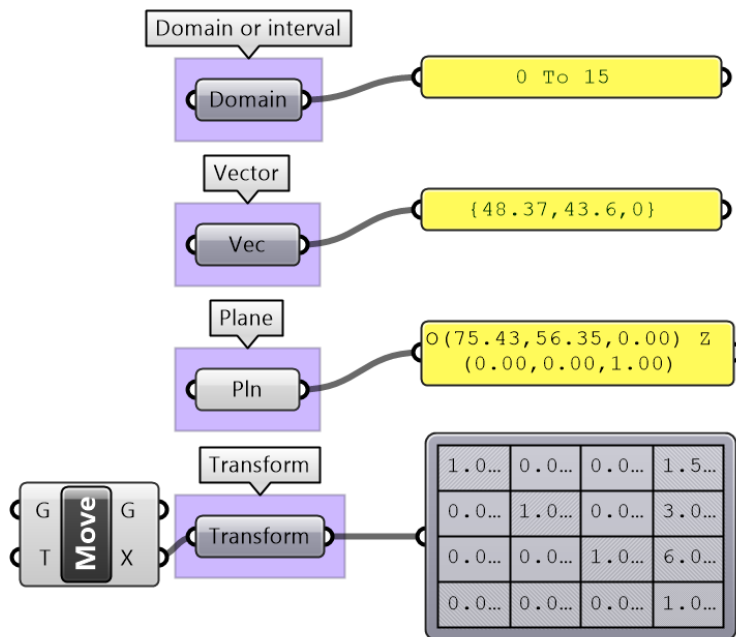 Domain or interval
Domain
0 To 15
Vector
Vec
{48.37,43.6,0}
Plane
Pln
O(75.43,56.35,0.00) Z
(0.00,0.00,1.00)
Transform
G Move G
T X
Transform
1.0... 0.0... 0.0... 1.5...
0.0... 1.0... 0.0... 3.0...
0.0... 0.0... 1.0... 6.0...
0.0... 0.0... 0.0... 1.0...